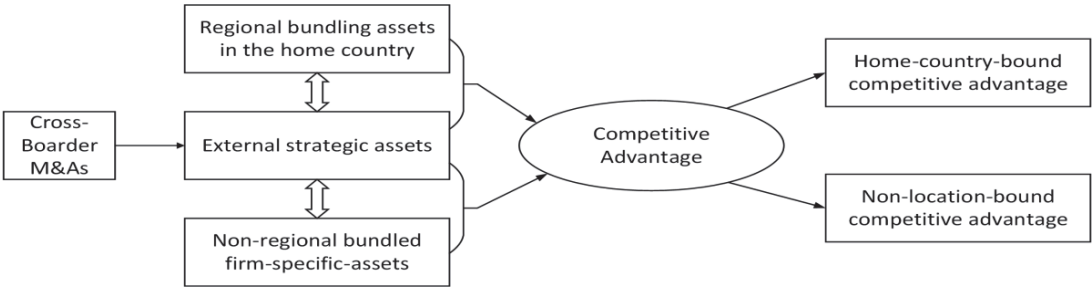 Regional bundling assets
in the home country
Cross-
Boarder
M&As
External strategic assets
Non-regional bundled
firm-specific-assets
Competitive
Advantage
Home-country-bound
competitive advantage
Non-location-bound
competitive advantage